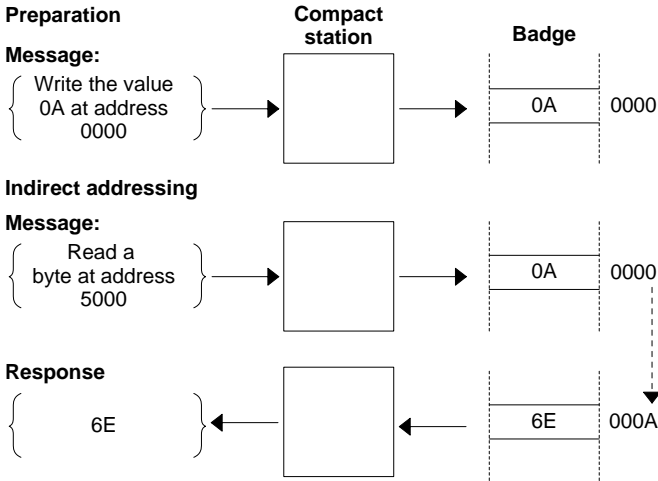 Preparation
Compact
station
Badge
Message:
Write the value
0A at address
0000
0A
0000
Indirect addressing
Message:
Read a
byte at address
5000
0A
0000
Response
6E
6E
000A